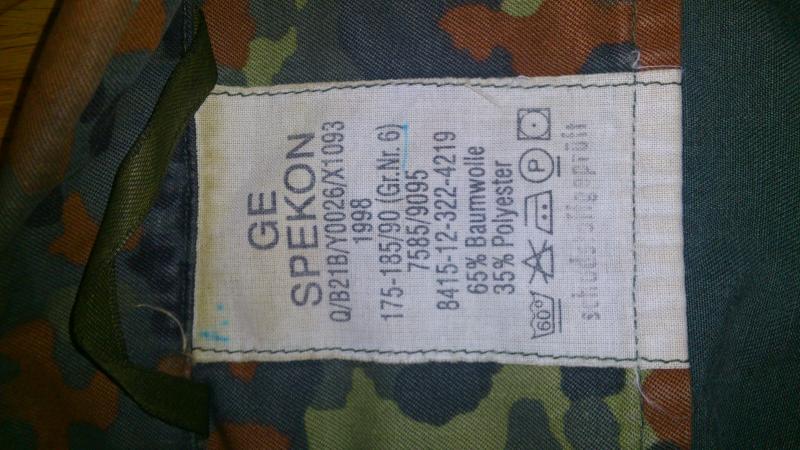 GE
SPEKON
Q/B21B/Y0026/X1093
1998
175-185/90 (Gr.Nr. 6)
7585/9095
8415-12-322-4219
65% Baumwolle
35% Polyester
60° P
schadstoffgeprüft